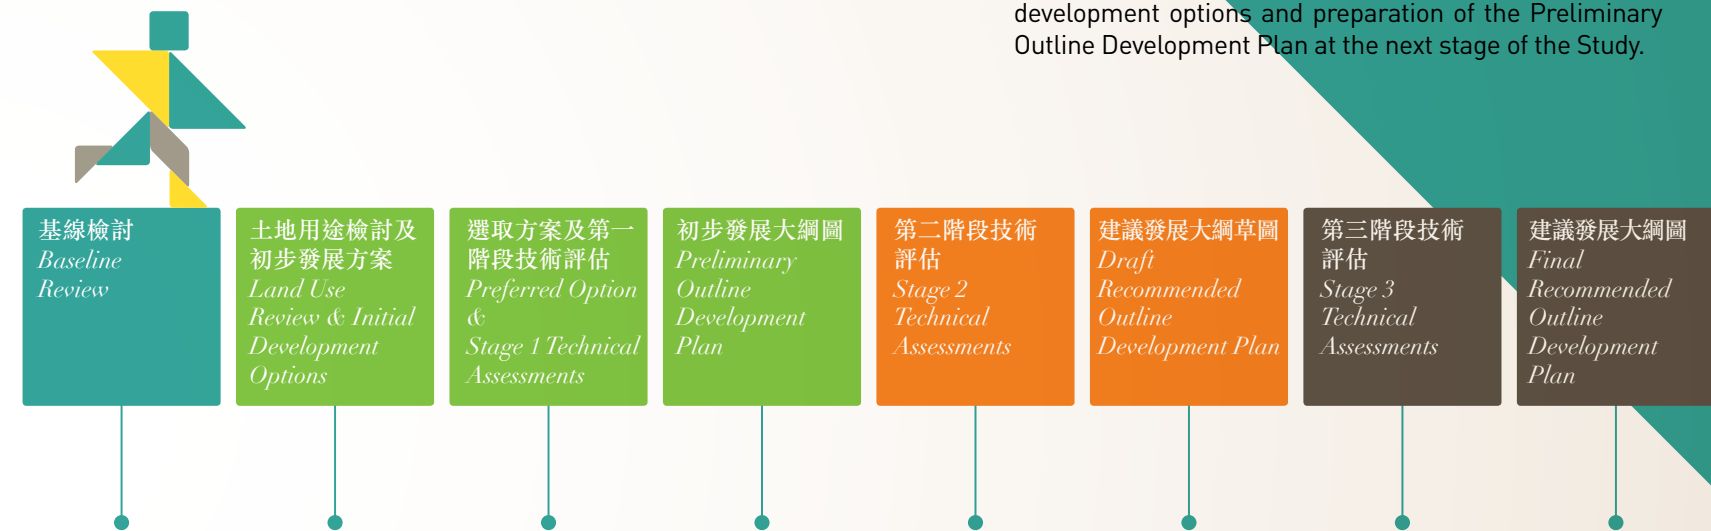 development options and preparation of the Preliminary
Outline Development Plan at the next stage of the Study.
基線檢討
Baseline
Review
土地用途檢討及
初步發展方案
Land Use
Review & Initial
Development
Options
選取方案及第一
階段技術評估
Preferred Option
&
Stage 1 Technical
Assessments
初步發展大綱圖
Preliminary
Outline
Development
Plan
第二階段技術
評估
Stage 2
Technical
Assessments
建議發展大綱草圖
Draft
Recommended
Outline
Development Plan
第三階段技術
評估
Stage 3
Technical
Assessments
建議發展大綱圖
Final
Recommended
Outline
Development
Plan